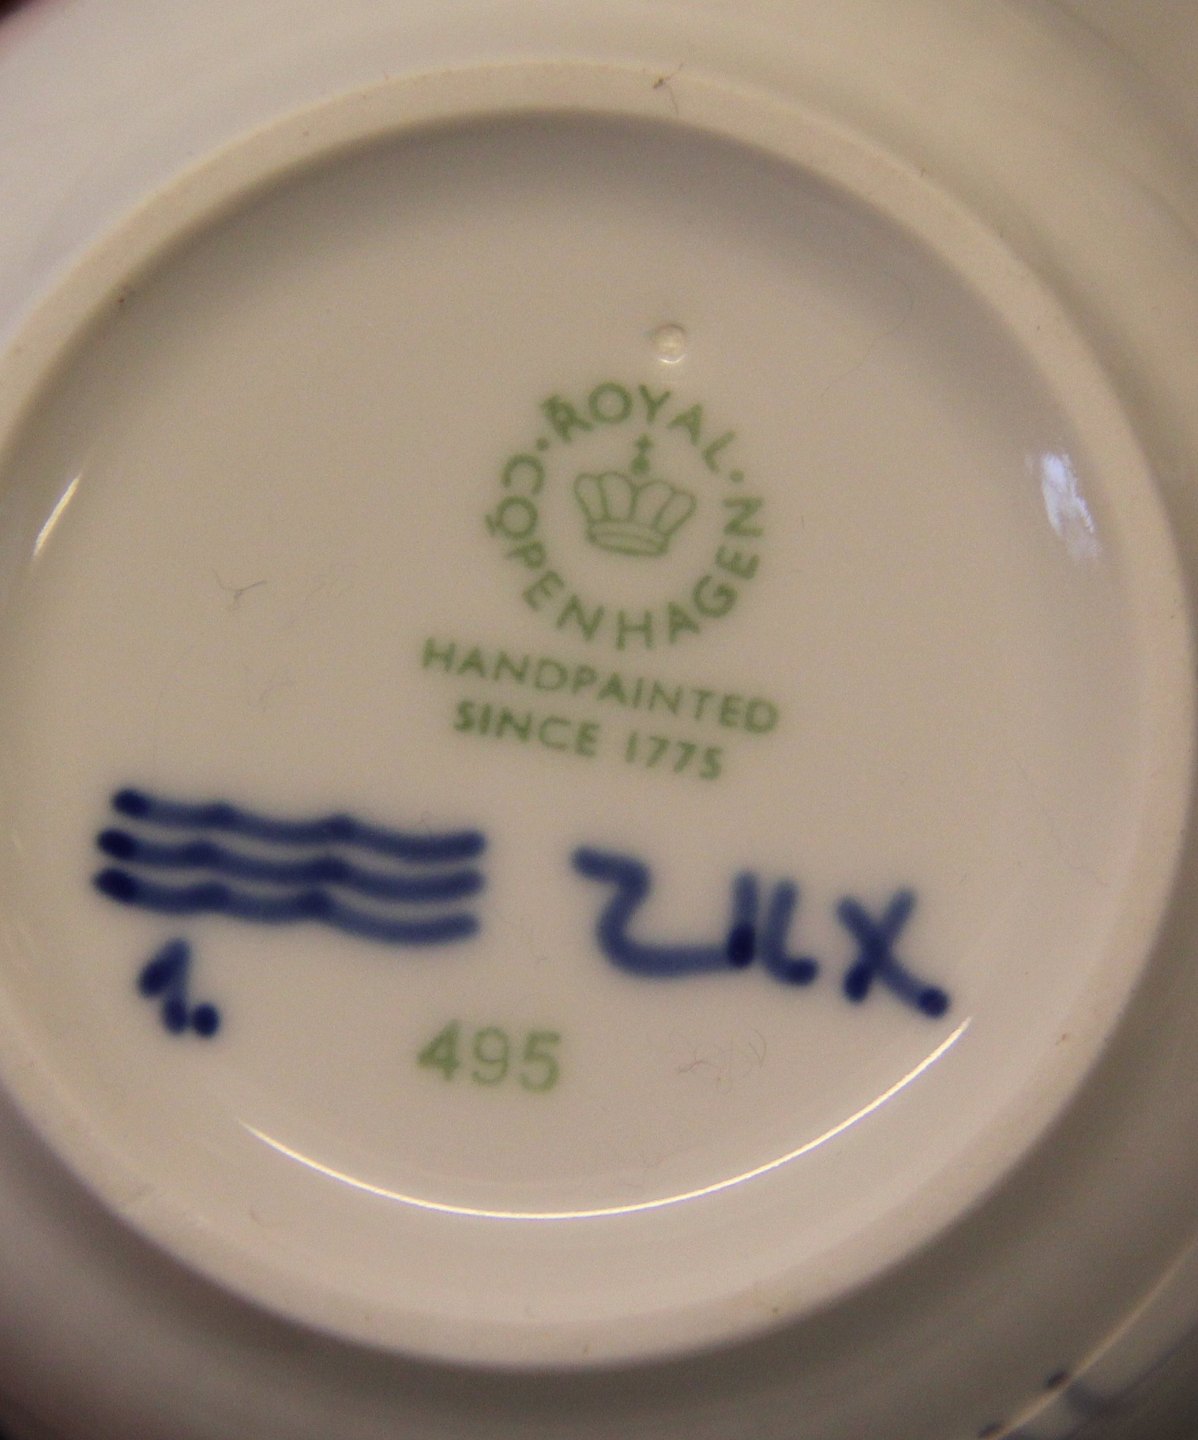 ROYAL · COPENHAGEN ·
HANDPAINTED
SINCE 1775
1.
495